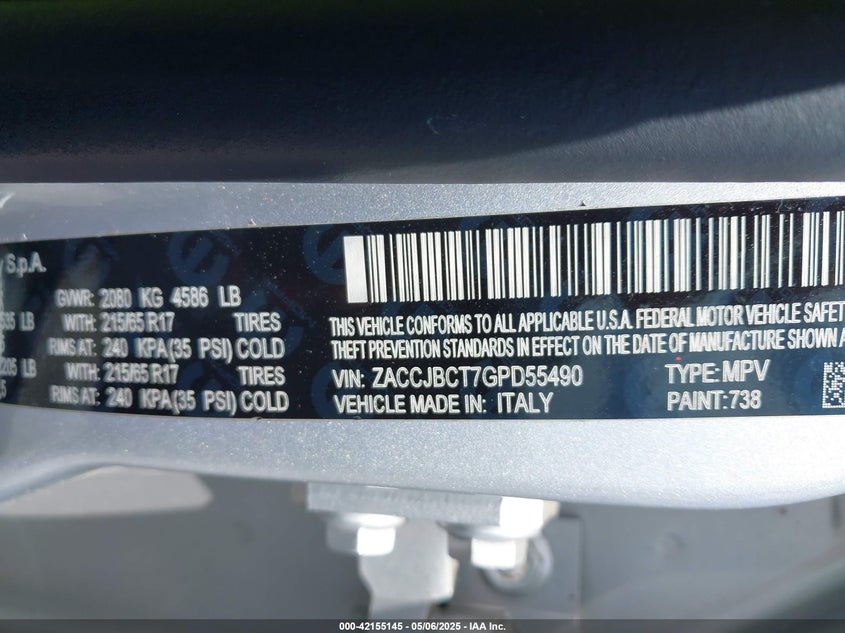 S.p.A.
GVWR: 2080 KG 4586 LB
LB WITH: 215/65 R17 TIRES
RIMS AT: 240 KPA(35 PSI) COLD
LB WITH: 215/65 R17 TIRES
RIMS AT: 240 KPA(35 PSI) COLD
THIS VEHICLE CONFORMS TO ALL APPLICABLE U.S.A. FEDERAL MOTOR VEHICLE SAFET
THEFT PREVENTION STANDARDS IN EFFECT ON THE DATE OF MANUFACTURE SHOWN
VIN: ZACCJBCT7GPD55490 TYPE: MPV
VEHICLE MADE IN: ITALY PAINT:738
000-42155145 - 05/06/2025 - IAA Inc.